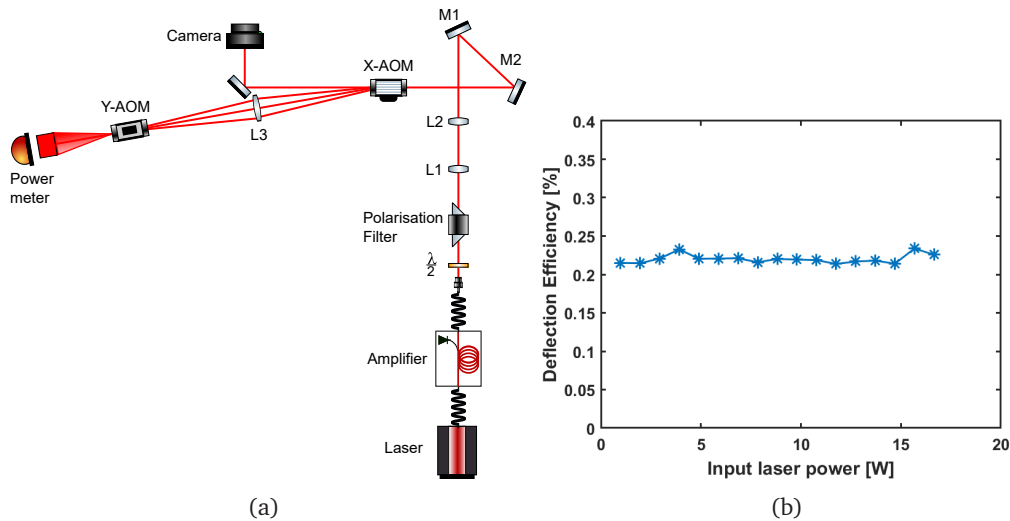 M1
Camera
X-AOM
M2
Y-AOM
L3
L2
L1
Power
meter
Polarisation
Filter
λ
2
Amplifier
Laser
(a)
0.4
0.35
0.3
0.25
0.2
0.15
0.1
0.05
0
Deflection Efficiency [%]
0 5 10 15 20
Input laser power [W]
(b)